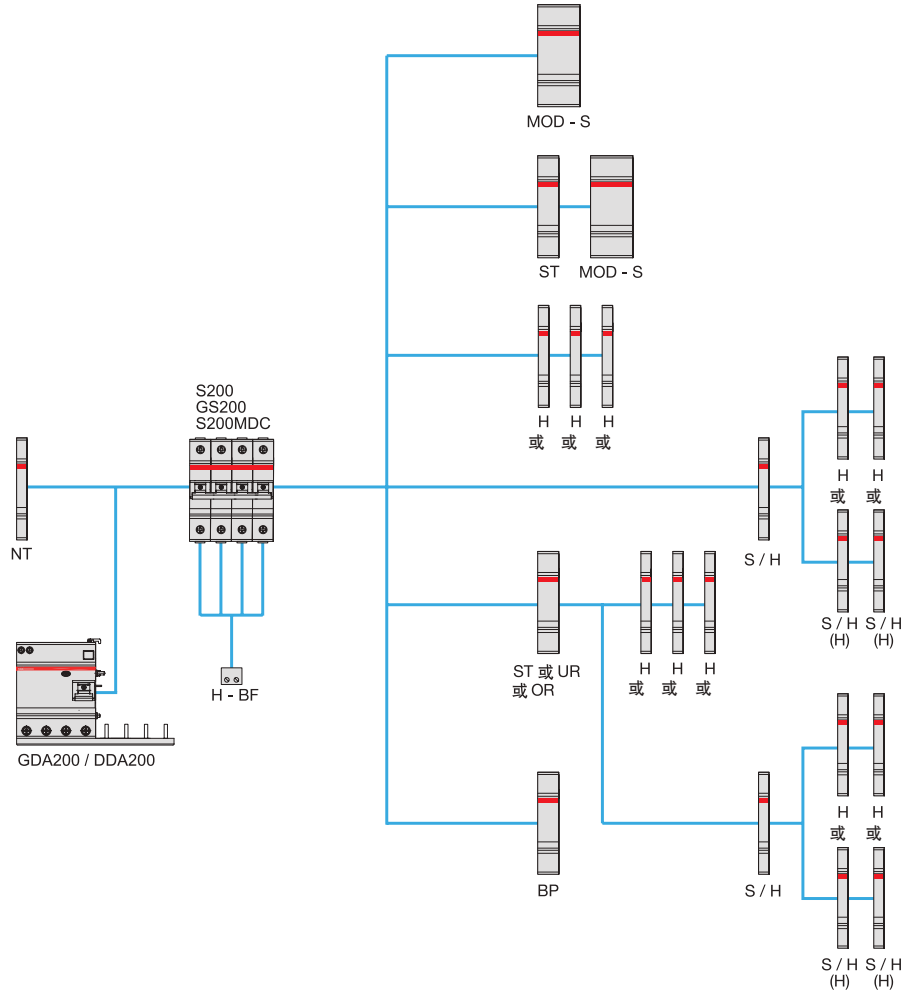 MOD - S
ST
MOD - S
H
H
H
或
或
或
S200
GS200
S200MDC
NT
H
H
或
或
S / H
S / H
(H)
S / H
(H)
ST 或 UR
或 OR
H
H
H
或
或
或
H - BF
GDA200 / DDA200
H
H
或
或
BP
S / H
S / H
(H)
S / H
(H)